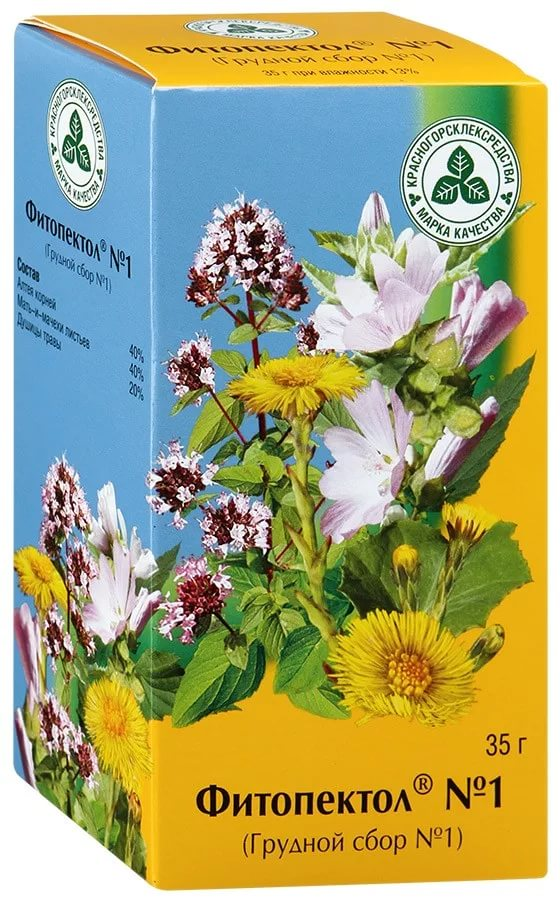 Фитопектол® №1
(Грудной сбор №1)
35 г при влажности 13%
КРАСНОГОРСКЛЕКСРЕДСТВА
МАРКА КАЧЕСТВА
КРАСНОГОРСКЛЕКСРЕДСТВА
МАРКА КАЧЕСТВА
Фитопектол® №1
(Грудной сбор №1)
Состав
Алтея корней 40%
Мать-и-мачехи листьев 40%
Душицы травы 20%
35 г
Фитопектол® №1
(Грудной сбор №1)